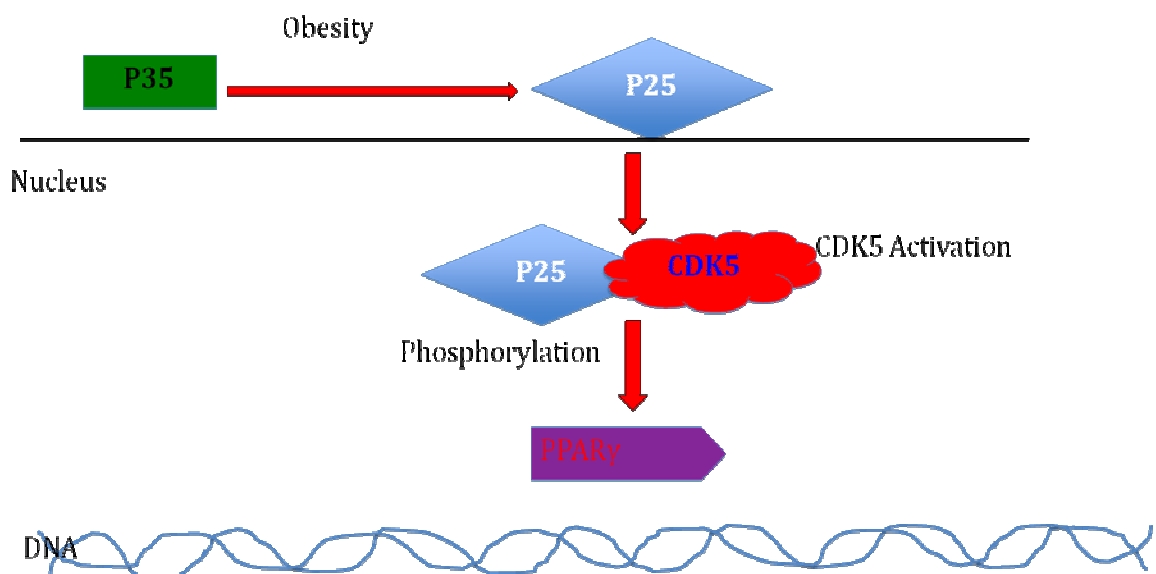 Obesity
P35
P25
Nucleus
P25
CDK5
CDK5 Activation
Phosphorylation
PPARγ
DNA